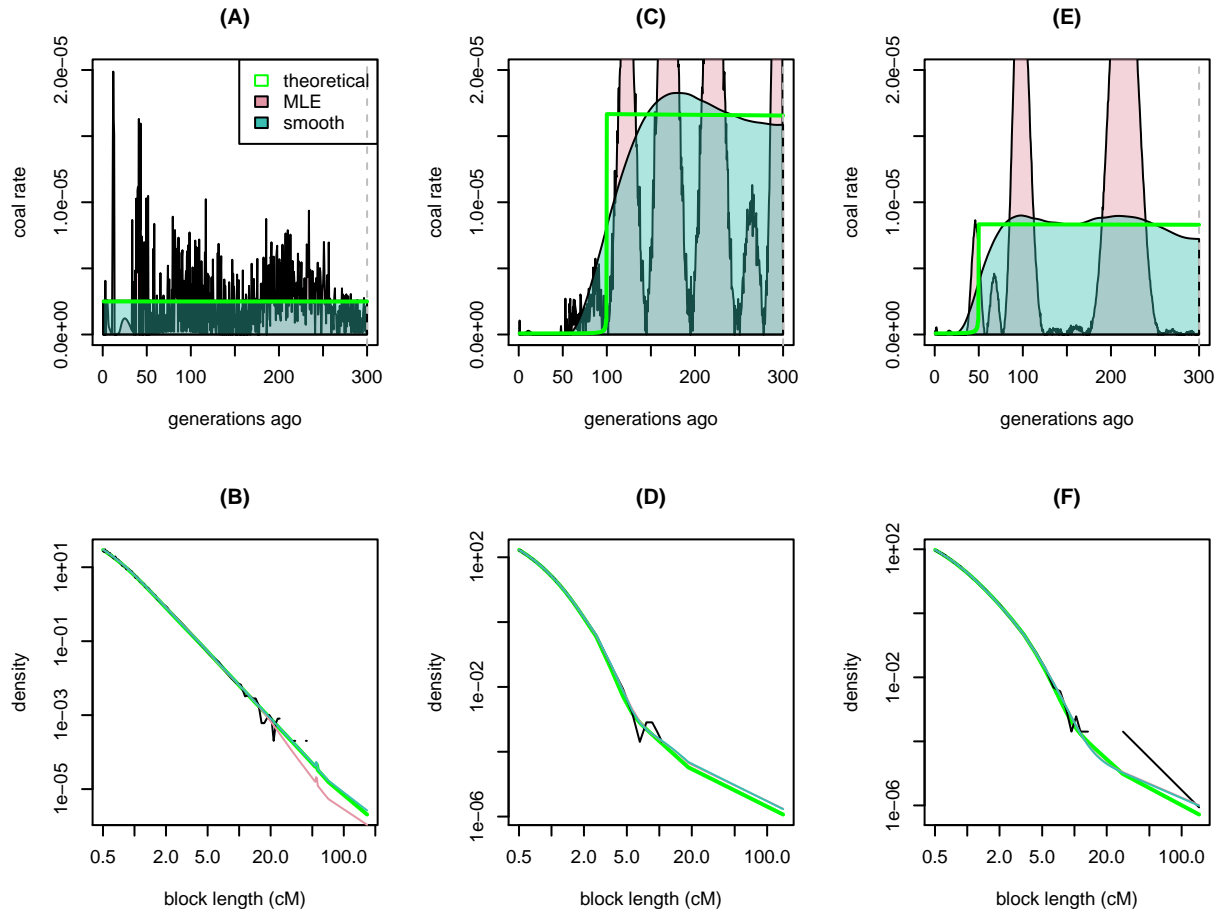 (A)
coal rate
0.0e+00 1.0e-05 2.0e-05
theoretical
MLE
smooth
0 50 100 200 300
generations ago
(C)
coal rate
0.0e+00 1.0e-05 2.0e-05
0 50 100 200 300
generations ago
(E)
coal rate
0.0e+00 1.0e-05 2.0e-05
0 50 100 200 300
generations ago
(B)
density
1e-05 1e-03 1e-01 1e+01
0.5 2.0 5.0 20.0 100.0
block length (cM)
(D)
density
1e-06 1e-02 1e+02
0.5 2.0 5.0 20.0 100.0
block length (cM)
(F)
density
1e-06 1e-02 1e+02
0.5 2.0 5.0 20.0 100.0
block length (cM)